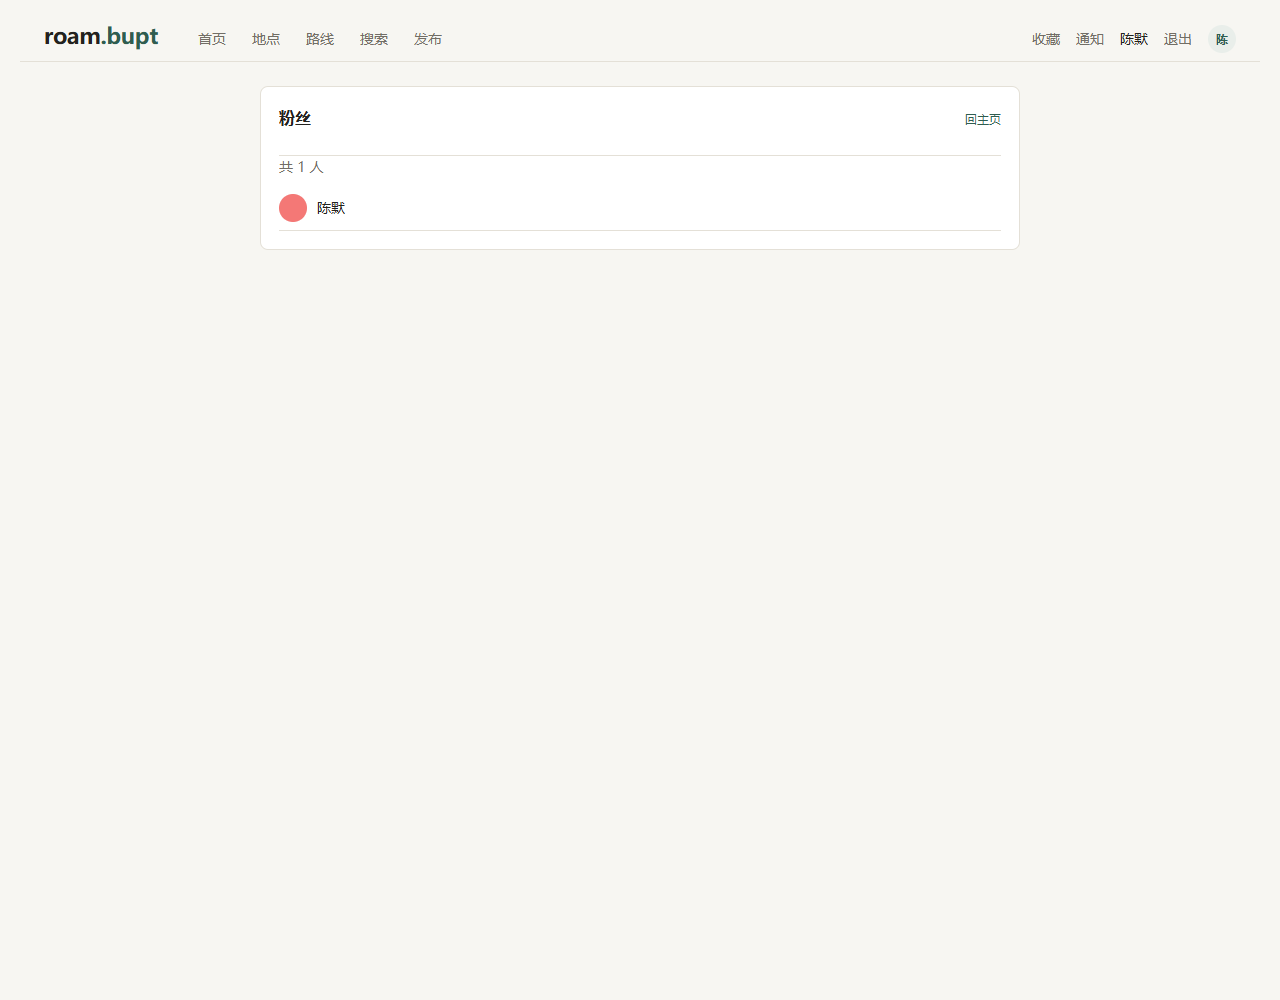 roam.bupt 首页 地点 路线 搜索 发布 收藏 通知 陈默 退出 陈
粉丝 回主页
共 1 人
陈默